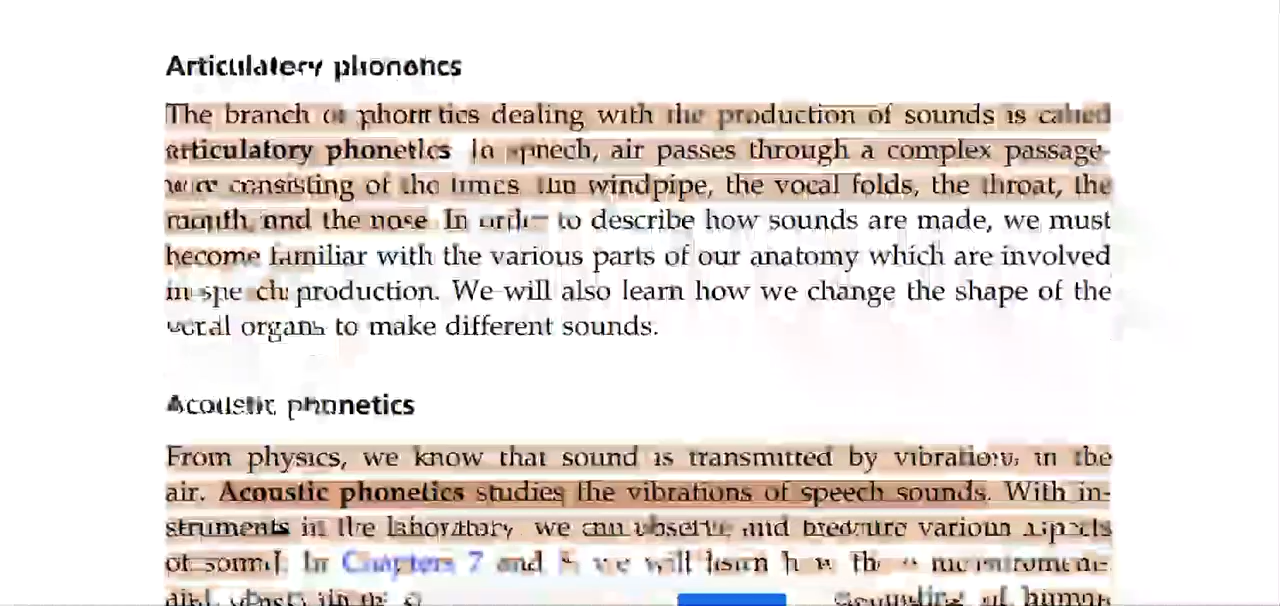 Articulatory phonetics
The branch of phonetics dealing with the production of sounds is called
articulatory phonetics. In speech, air passes through a complex passage-
way consisting of the lungs, the windpipe, the vocal folds, the throat, the
mouth, and the nose. In order to describe how sounds are made, we must
become familiar with the various parts of our anatomy which are involved
in speech production. We will also learn how we change the shape of the
vocal organs to make different sounds.
Acoustic phonetics
From physics, we know that sound is transmitted by vibrations in the
air. Acoustic phonetics studies the vibrations of speech sounds. With in-
struments in the laboratory, we can observe and measure various aspects
of sound. In Chapters 7 and we will learn how
of human